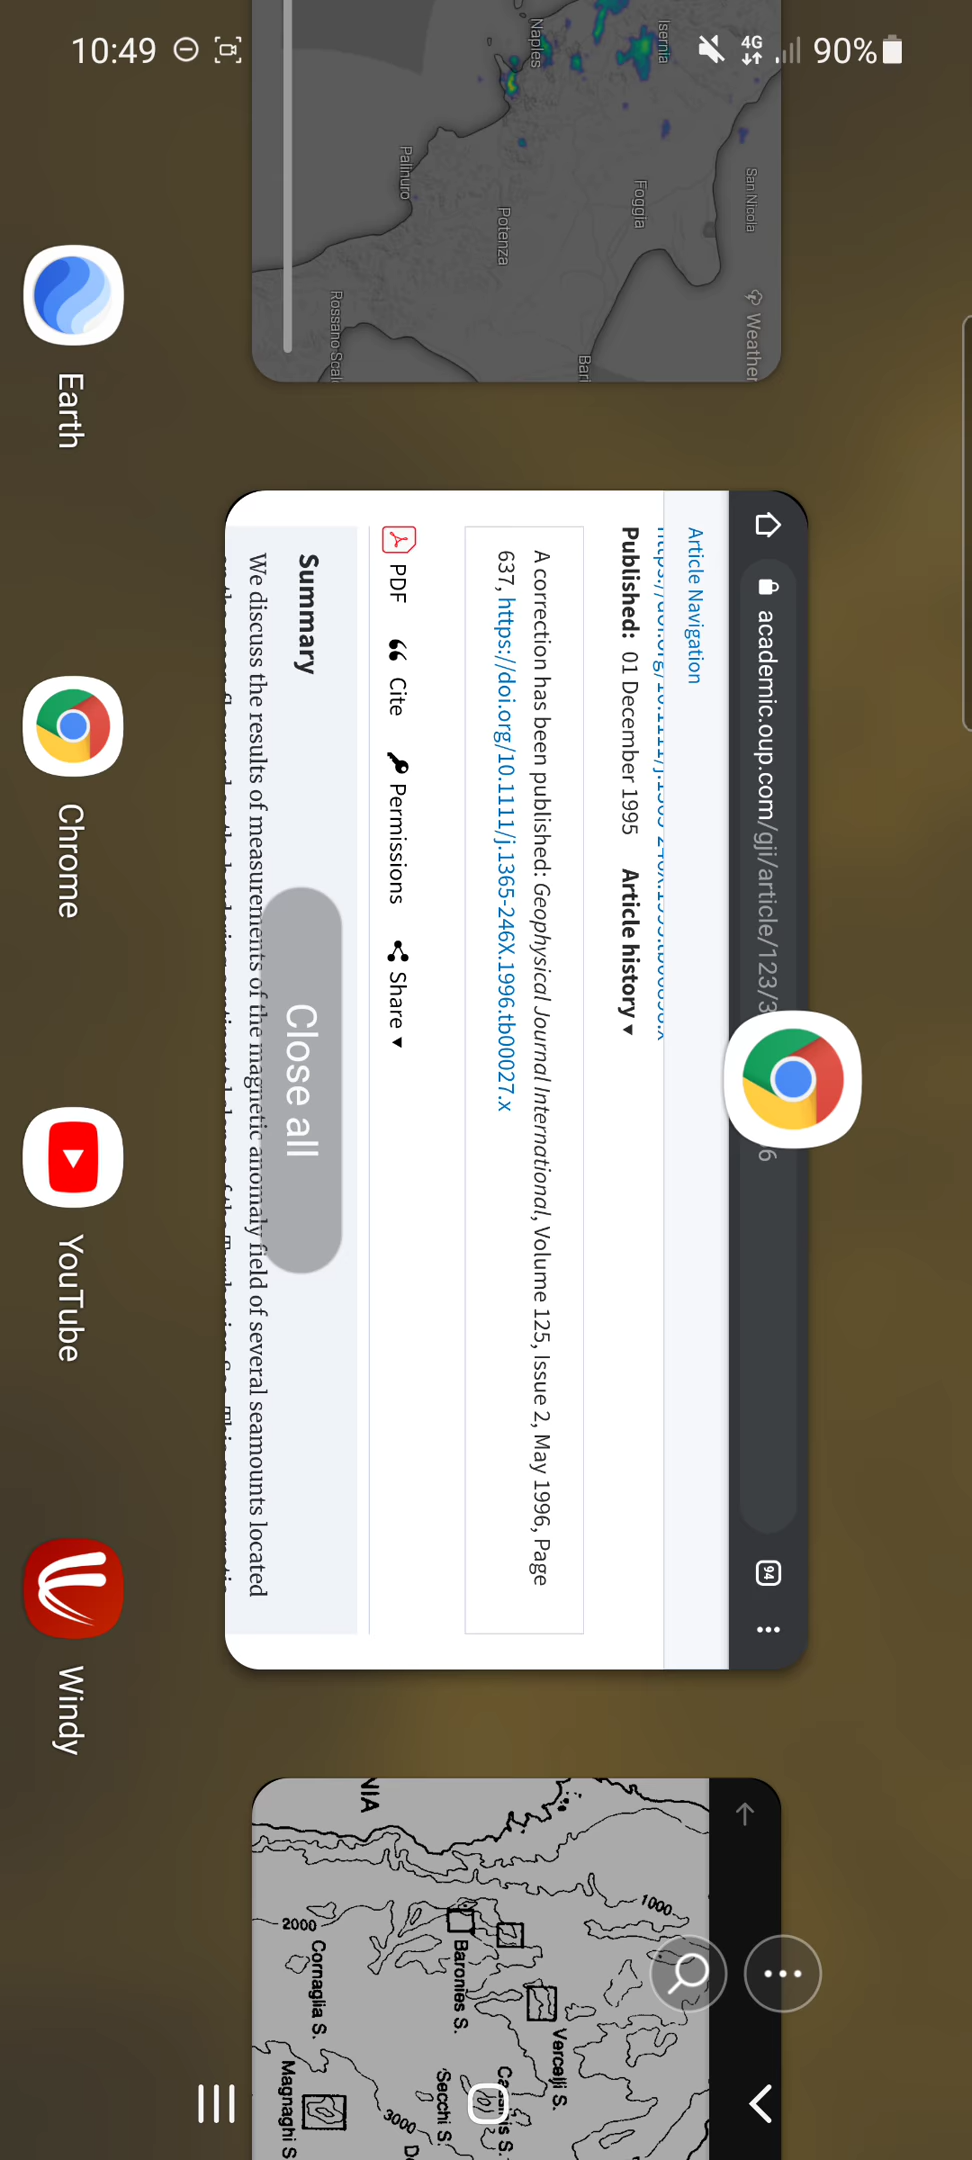 10:49
4G
90%
Naples
Isernia
Palinuro
Potenza
Foggia
San Nicola
Weather
Earth
Chrome
YouTube
Windy
94
academic.oup.com/gji/article/123/3
6
Article Navigation
Published: 01 December 1995 Article history
A correction has been published: Geophysical Journal International, Volume 125, Issue 2, May 1996, Page
637, https://doi.org/10.1111/j.1365-246X.1996.tb00027.x
PDF Cite Permissions Share
Summary
We discuss the results of measurements of the magnetic anomaly field of several seamounts located
Close all
NIA
1000
2000
3000
Baronies S.
Cornaglia S.
Vercelli S.
Secchi S.
Magnaghi S